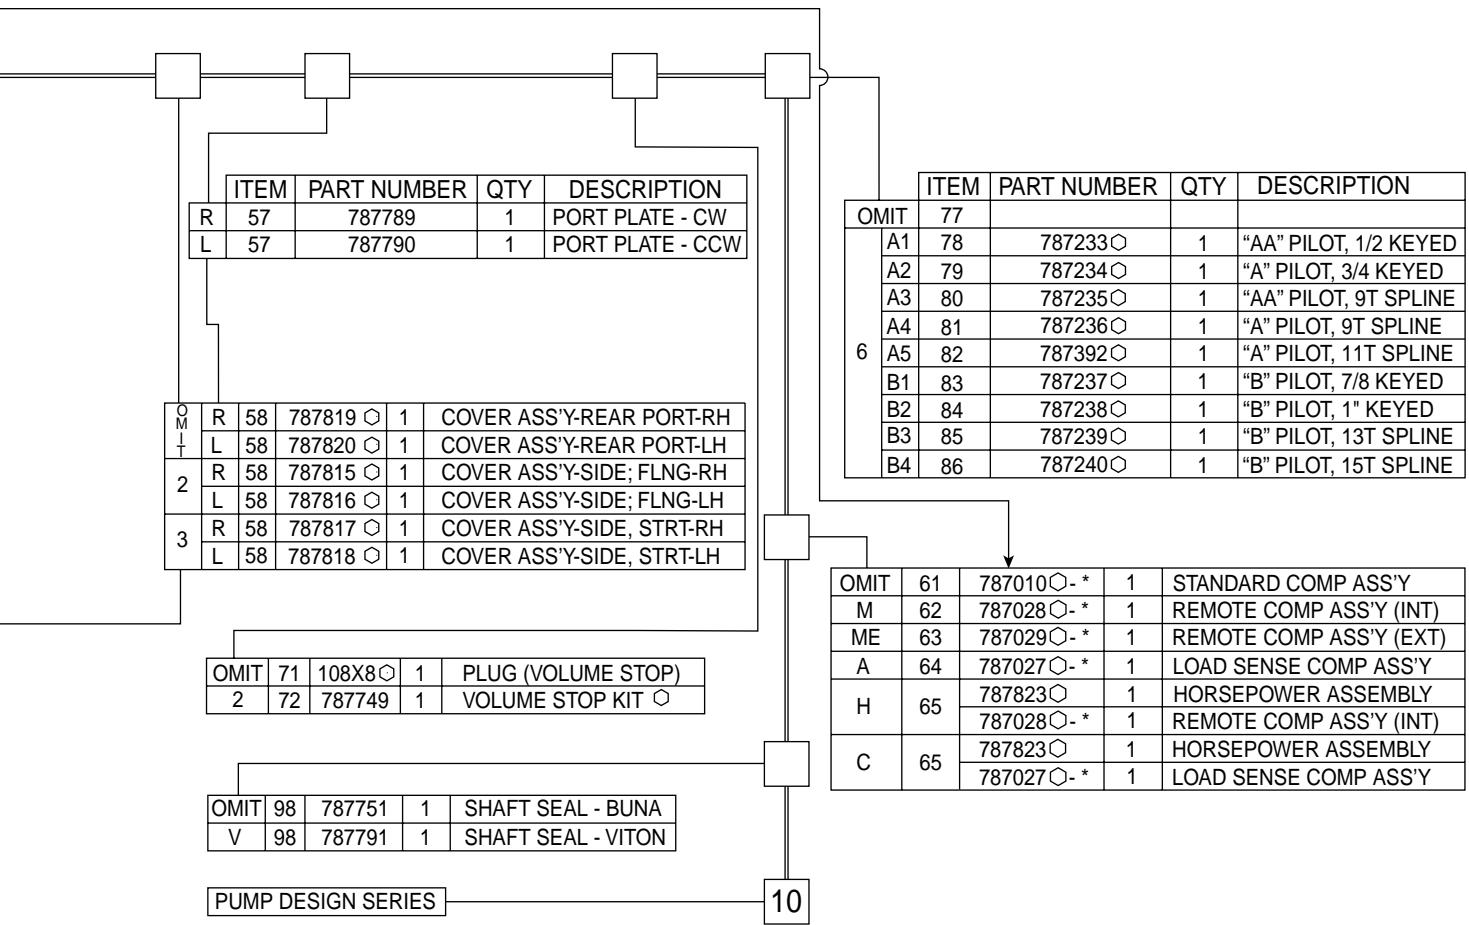 ITEM PART NUMBER QTY DESCRIPTION
R 57 787789 1 PORT PLATE - CW
L 57 787790 1 PORT PLATE - CCW
ITEM PART NUMBER QTY DESCRIPTION
OMIT 77
6 A1 78 787233⬡ 1 “AA” PILOT, 1/2 KEYED
A2 79 787234⬡ 1 “A” PILOT, 3/4 KEYED
A3 80 787235⬡ 1 “AA” PILOT, 9T SPLINE
A4 81 787236⬡ 1 “A” PILOT, 9T SPLINE
A5 82 787392⬡ 1 “A” PILOT, 11T SPLINE
B1 83 787237⬡ 1 “B” PILOT, 7/8 KEYED
B2 84 787238⬡ 1 “B” PILOT, 1" KEYED
B3 85 787239⬡ 1 “B” PILOT, 13T SPLINE
B4 86 787240⬡ 1 “B” PILOT, 15T SPLINE
OMIT R 58 787819 ⬡ 1 COVER ASS’Y-REAR PORT-RH
L 58 787820 ⬡ 1 COVER ASS’Y-REAR PORT-LH
2 R 58 787815 ⬡ 1 COVER ASS’Y-SIDE; FLNG-RH
L 58 787816 ⬡ 1 COVER ASS’Y-SIDE; FLNG-LH
3 R 58 787817 ⬡ 1 COVER ASS’Y-SIDE, STRT-RH
L 58 787818 ⬡ 1 COVER ASS’Y-SIDE, STRT-LH
OMIT 61 787010⬡- * 1 STANDARD COMP ASS’Y
M 62 787028⬡- * 1 REMOTE COMP ASS’Y (INT)
ME 63 787029⬡- * 1 REMOTE COMP ASS’Y (EXT)
A 64 787027⬡- * 1 LOAD SENSE COMP ASS’Y
H 65 787823⬡ 1 HORSEPOWER ASSEMBLY
787028⬡- * 1 REMOTE COMP ASS’Y (INT)
C 65 787823⬡ 1 HORSEPOWER ASSEMBLY
787027⬡- * 1 LOAD SENSE COMP ASS’Y
OMIT 71 108X8⬡ 1 PLUG (VOLUME STOP)
2 72 787749 1 VOLUME STOP KIT ⬡
OMIT 98 787751 1 SHAFT SEAL - BUNA
V 98 787791 1 SHAFT SEAL - VITON
PUMP DESIGN SERIES 10